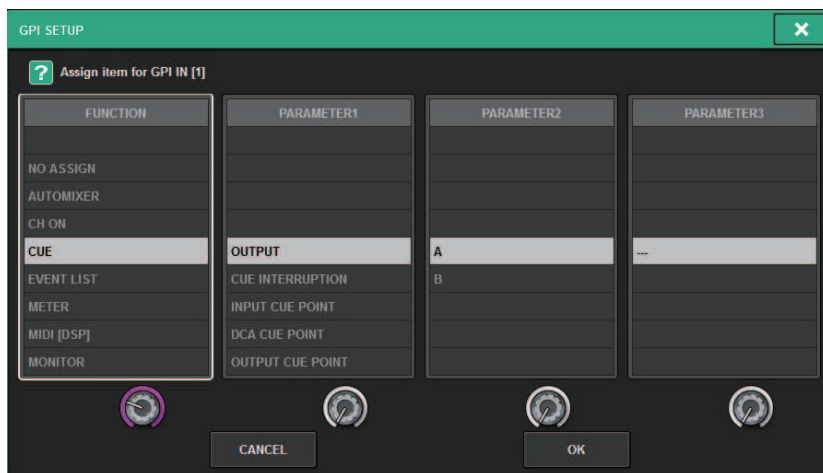 GPI SETUP
Assign item for GPI IN [1]
FUNCTION PARAMETER1 PARAMETER2 PARAMETER3
NO ASSIGN
AUTOMIXER
CH ON
CUE OUTPUT A ---
EVENT LIST CUE INTERRUPTION B
METER INPUT CUE POINT
MIDI [DSP] DCA CUE POINT
MONITOR OUTPUT CUE POINT
CANCEL OK